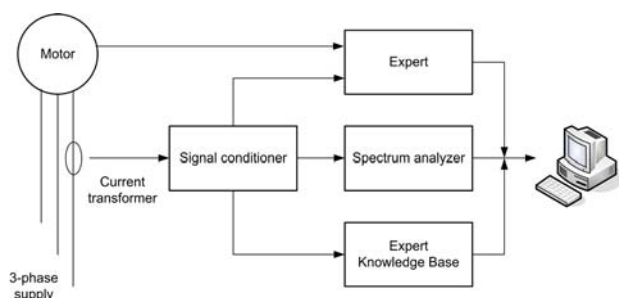 Motor
Expert
Signal conditioner
Spectrum analyzer
Current
transformer
Expert
Knowledge Base
3-phase
supply